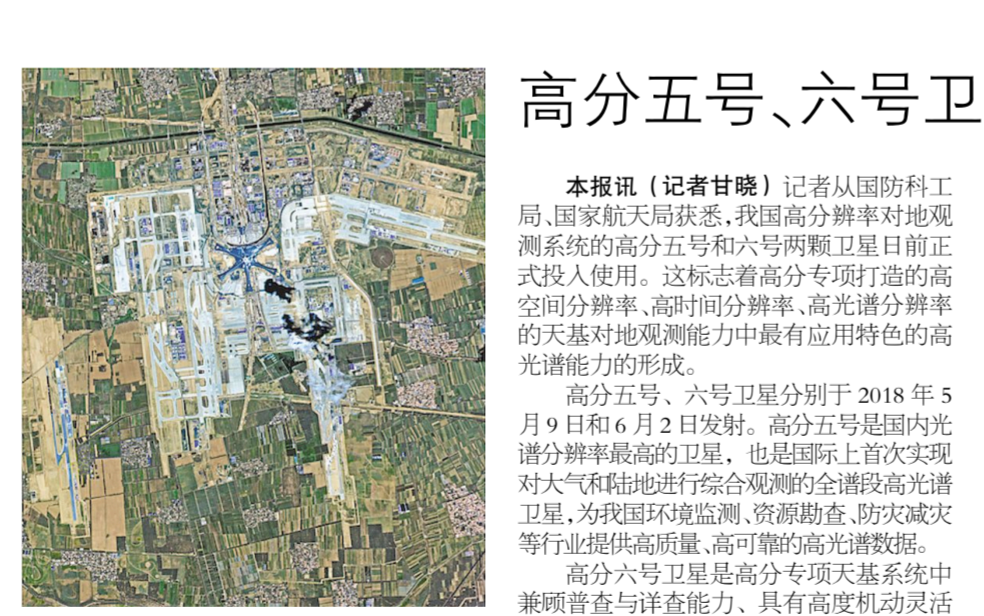 高分五号、六号卫
本报讯（记者甘晓）记者从国防科工
局、国家航天局获悉,我国高分辨率对地观
测系统的高分五号和六号两颗卫星日前正
式投入使用。这标志着高分专项打造的高
空间分辨率、高时间分辨率、高光谱分辨率
的天基对地观测能力中最有应用特色的高
光谱能力的形成。
高分五号、六号卫星分别于 2018 年 5
月 9 日和 6 月 2 日发射。高分五号是国内光
谱分辨率最高的卫星，也是国际上首次实现
对大气和陆地进行综合观测的全谱段高光谱
卫星,为我国环境监测、资源勘查、防灾减灾
等行业提供高质量、高可靠的高光谱数据。
高分六号卫星是高分专项天基系统中
兼顾普查与详查能力、具有高度机动灵活